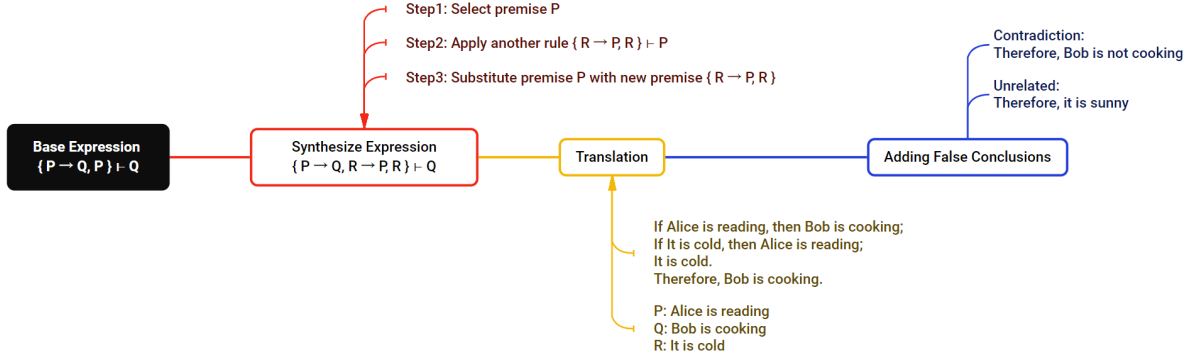 Step1: Select premise P
Step2: Apply another rule { R → P, R } ⊢ P
Step3: Substitute premise P with new premise { R → P, R }
Contradiction:
Therefore, Bob is not cooking
Unrelated:
Therefore, it is sunny
Base Expression
{ P → Q, P } ⊢ Q
Synthesize Expression
{ P → Q, R → P, R } ⊢ Q
Translation
Adding False Conclusions
If Alice is reading, then Bob is cooking;
If It is cold, then Alice is reading;
It is cold.
Therefore, Bob is cooking.
P: Alice is reading
Q: Bob is cooking
R: It is cold